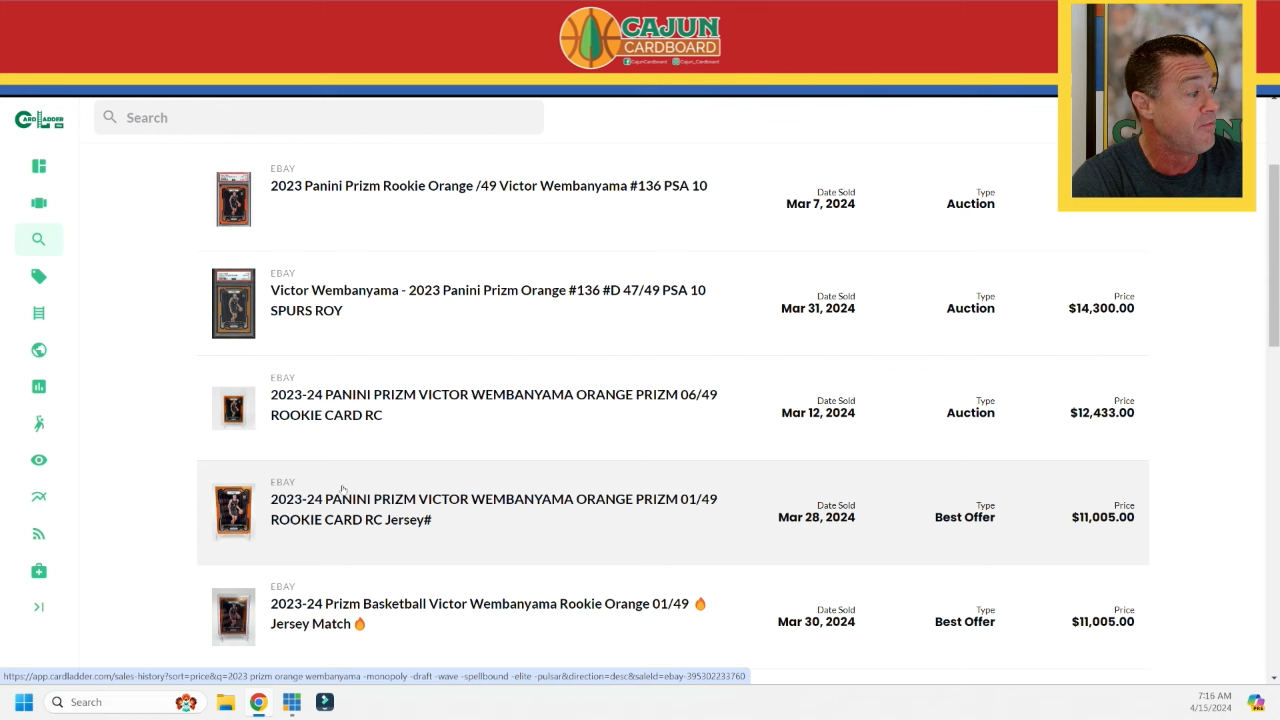 CAJUN
CARDBOARD
CajunCardboard Cajun_Cardboard
CARD LADDER
Search
EBAY
2023 Panini Prizm Rookie Orange /49 Victor Wembanyama #136 PSA 10
Date Sold
Mar 7, 2024
Type
Auction
EBAY
Victor Wembanyama - 2023 Panini Prizm Orange #136 #D 47/49 PSA 10
SPURS ROY
Date Sold
Mar 31, 2024
Type
Auction
Price
$14,300.00
EBAY
2023-24 PANINI PRIZM VICTOR WEMBANYAMA ORANGE PRIZM 06/49
ROOKIE CARD RC
Date Sold
Mar 12, 2024
Type
Auction
Price
$12,433.00
EBAY
2023-24 PANINI PRIZM VICTOR WEMBANYAMA ORANGE PRIZM 01/49
ROOKIE CARD RC Jersey#
Date Sold
Mar 28, 2024
Type
Best Offer
Price
$11,005.00
EBAY
2023-24 Prizm Basketball Victor Wembanyama Rookie Orange 01/49 🔥
Jersey Match 🔥
Date Sold
Mar 30, 2024
Type
Best Offer
Price
$11,005.00
https://app.cardladder.com/sales-history?sort=price&q=2023 prizm orange wembanyama -monopoly -draft -wave -spellbound -elite -pulsar&direction=desc&saleId=ebay-395302233760
Search
7:16 AM
4/15/2024